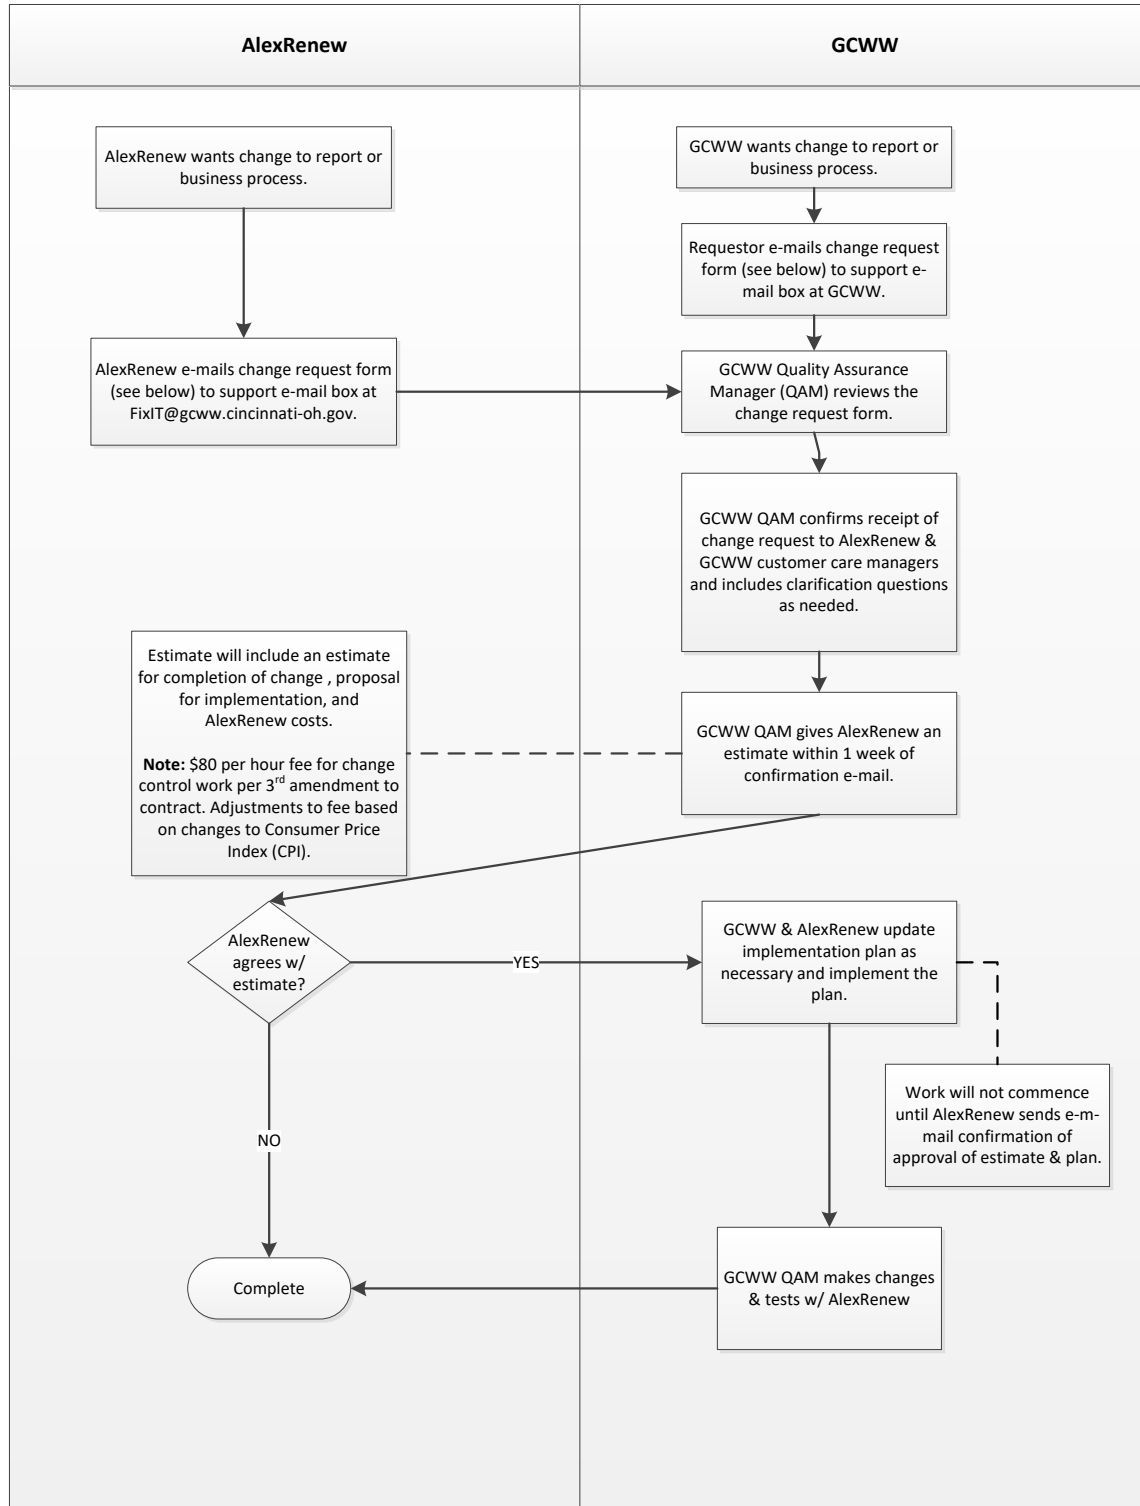 AlexRenew
GCWW
AlexRenew wants change to report or
business process.
GCWW wants change to report or
business process.
Requestor e-mails change request
form (see below) to support e-
mail box at GCWW.
AlexRenew e-mails change request form
(see below) to support e-mail box at
FixIT@gcww.cincinnati-oh.gov.
GCWW Quality Assurance
Manager (QAM) reviews the
change request form.
GCWW QAM confirms receipt of
change request to AlexRenew &
GCWW customer care managers
and includes clarification questions
as needed.
Estimate will include an estimate
for completion of change , proposal
for implementation, and
AlexRenew costs.
Note: $80 per hour fee for change
control work per 3rd amendment to
contract. Adjustments to fee based
on changes to Consumer Price
Index (CPI).
GCWW QAM gives AlexRenew an
estimate within 1 week of
confirmation e-mail.
AlexRenew
agrees w/
estimate?
YES
GCWW & AlexRenew update
implementation plan as
necessary and implement the
plan.
Work will not commence
until AlexRenew sends e-m-
mail confirmation of
approval of estimate & plan.
NO
Complete
GCWW QAM makes changes
& tests w/ AlexRenew